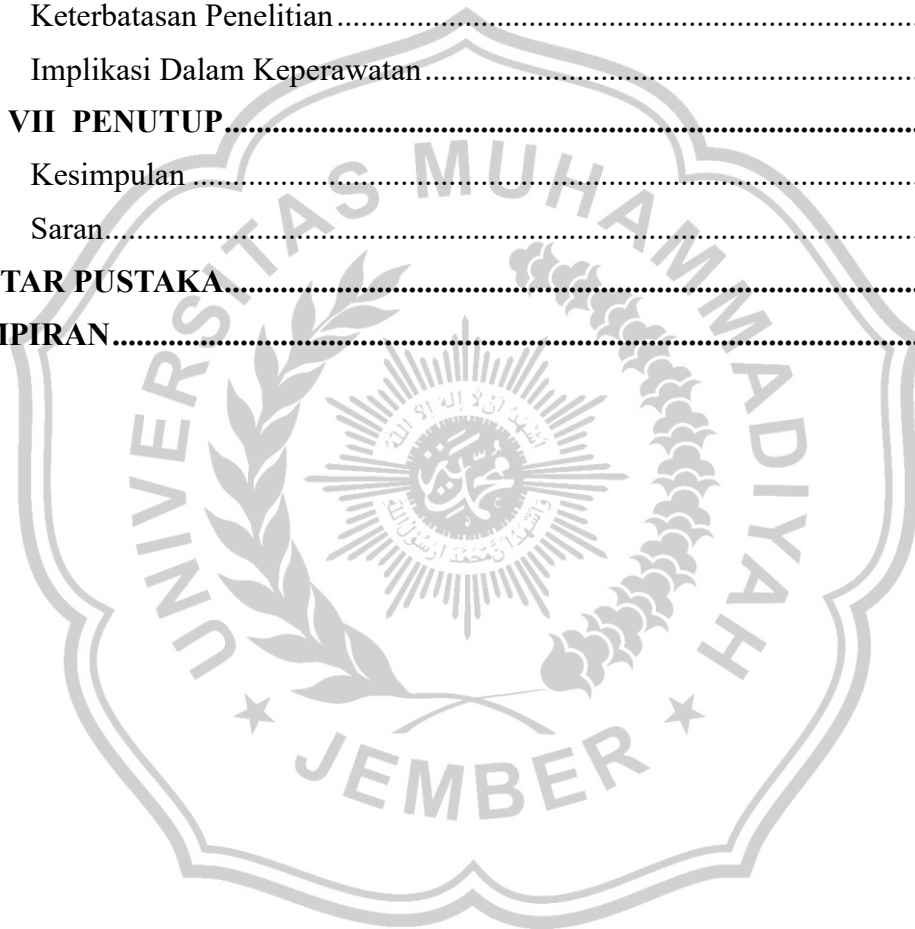 Keterbatasan Penelitian................................................................................
Implikasi Dalam Keperawatan................................................................................
VII PENUTUP................................................................................
Kesimpulan ................................................................................
Saran................................................................................
TAR PUSTAKA................................................................................
IPIRAN................................................................................
UNIVERSITAS MUHAMMADIYAH
JEMBER